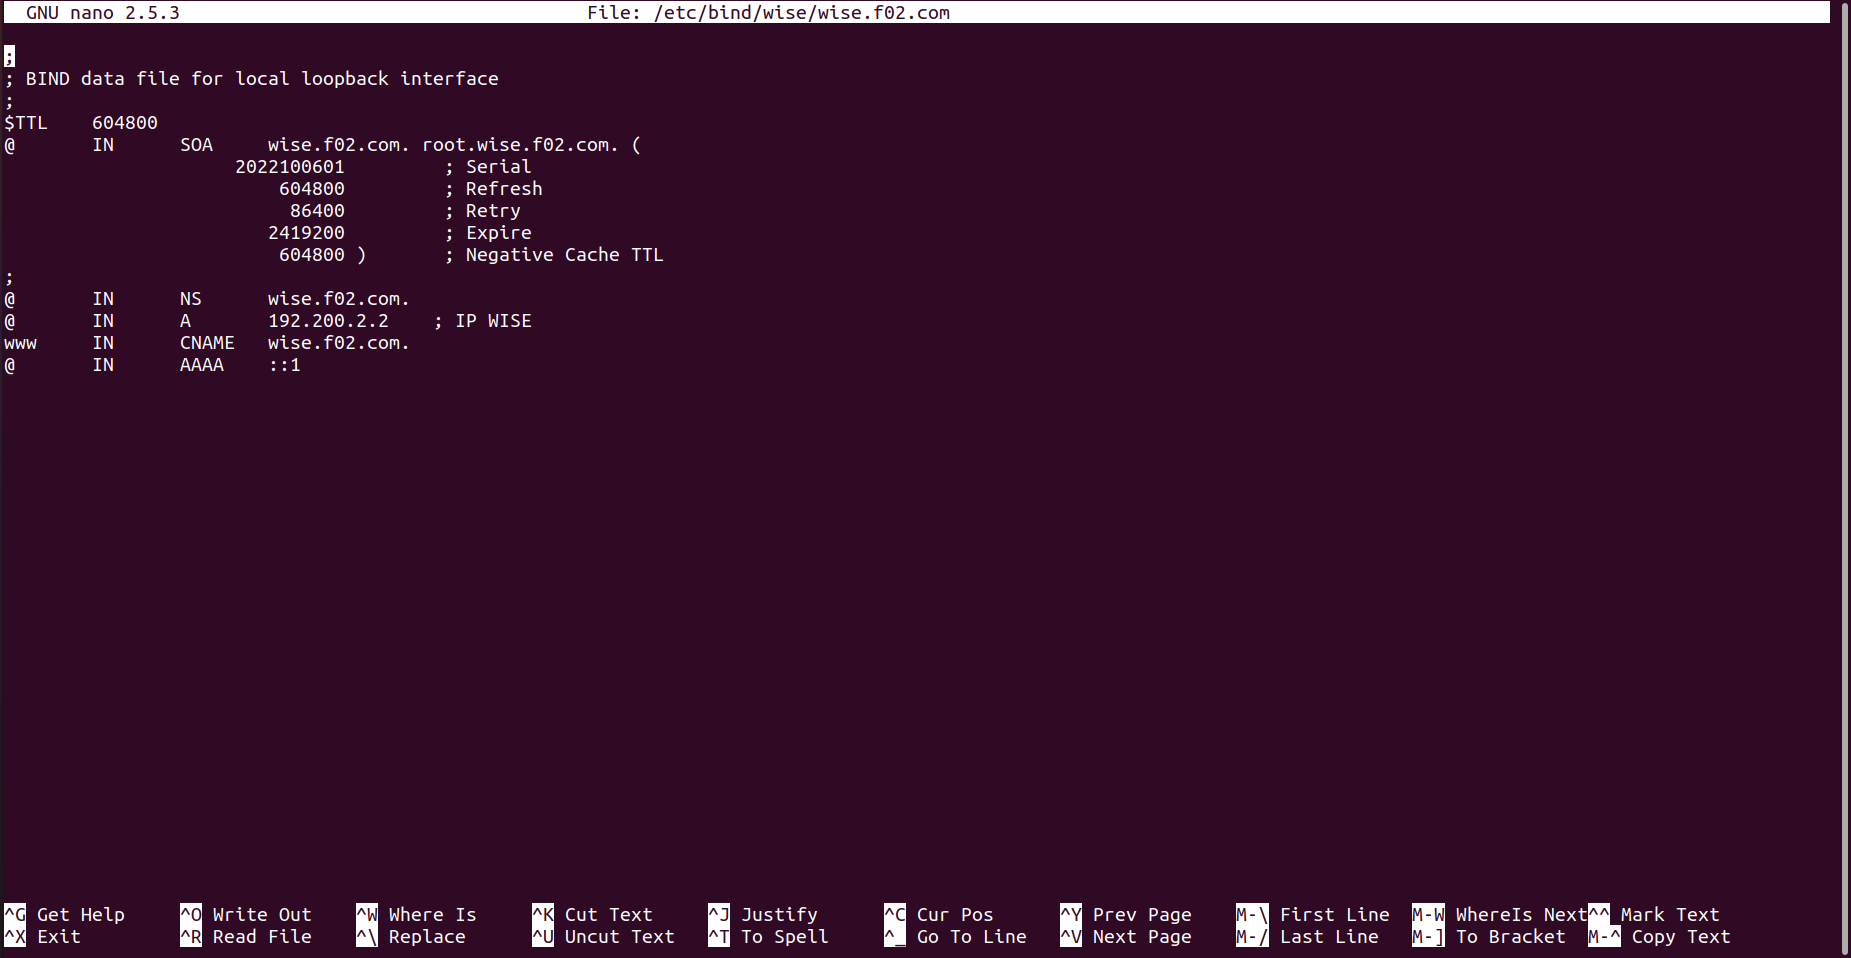 GNU nano 2.5.3                                     File: /etc/bind/wise/wise.f02.com
;
; BIND data file for local loopback interface
;
$TTL    604800
@       IN      SOA     wise.f02.com. root.wise.f02.com. (
                     2022100601         ; Serial
                         604800         ; Refresh
                          86400         ; Retry
                        2419200         ; Expire
                         604800 )       ; Negative Cache TTL
;
@       IN      NS      wise.f02.com.
@       IN      A       192.200.2.2    ; IP WISE
www     IN      CNAME   wise.f02.com.
@       IN      AAAA    ::1
^G Get Help     ^O Write Out    ^W Where Is     ^K Cut Text     ^J Justify      ^C Cur Pos      ^Y Prev Page    M-\ First Line  M-W WhereIs Next^^ Mark Text
^X Exit         ^R Read File    ^\ Replace      ^U Uncut Text   ^T To Spell     ^_ Go To Line   ^V Next Page    M-/ Last Line   M-] To Bracket  M-^ Copy Text